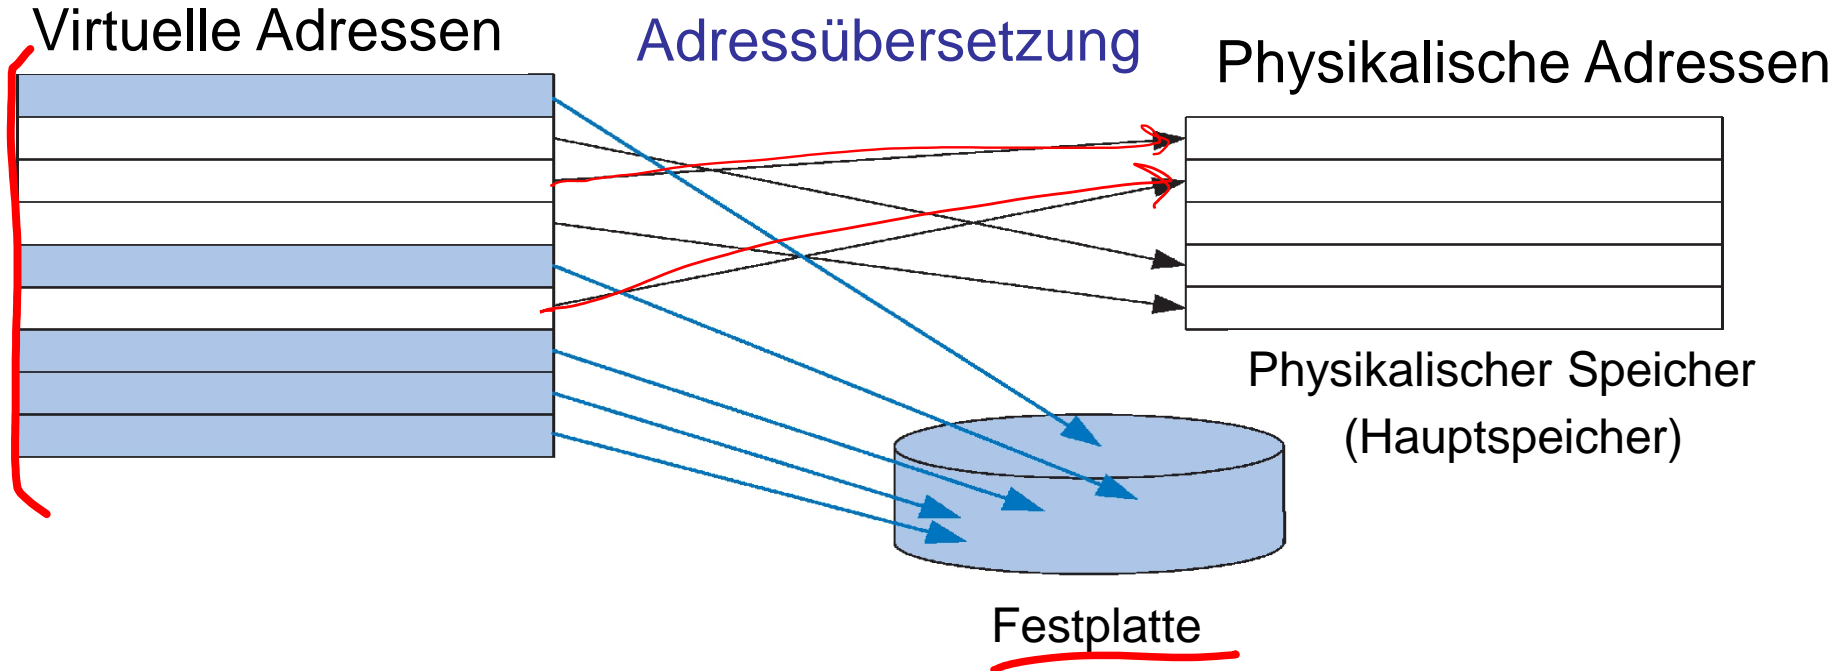 Virtuelle Adressen
Adressübersetzung
Physikalische Adressen
Physikalischer Speicher
(Hauptspeicher)
Festplatte